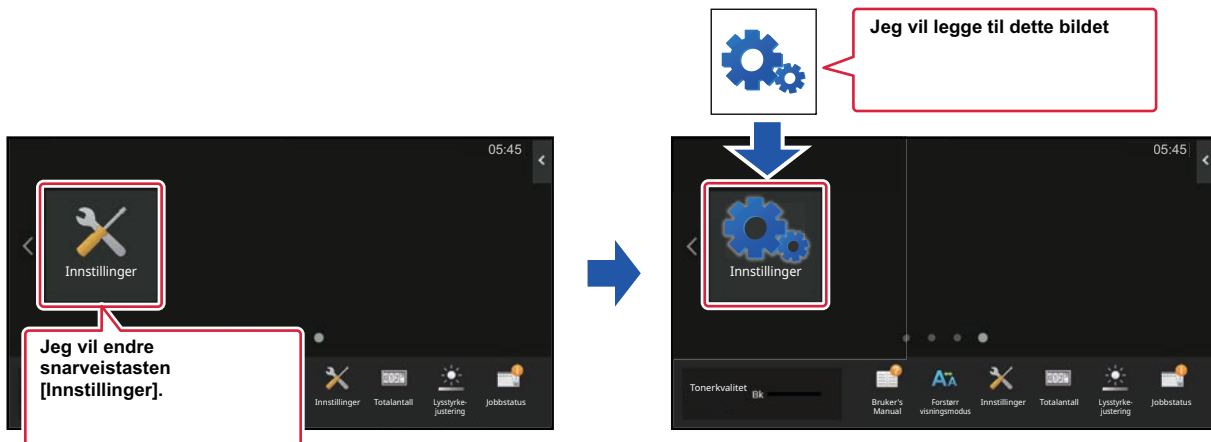 Jeg vil legge til dette bildet
05:45
Innstillinger
Jeg vil endre
snarveistasten
[Innstillinger].
Innstillinger
Totalantall
Lysstyrke-
justering
Jobbstatus
05:45
Innstillinger
Tonerkvalitet
Bk
Bruker's
Manual
Forstørr
visningsmodus
Innstillinger
Totalantall
Lysstyrke-
justering
Jobbstatus